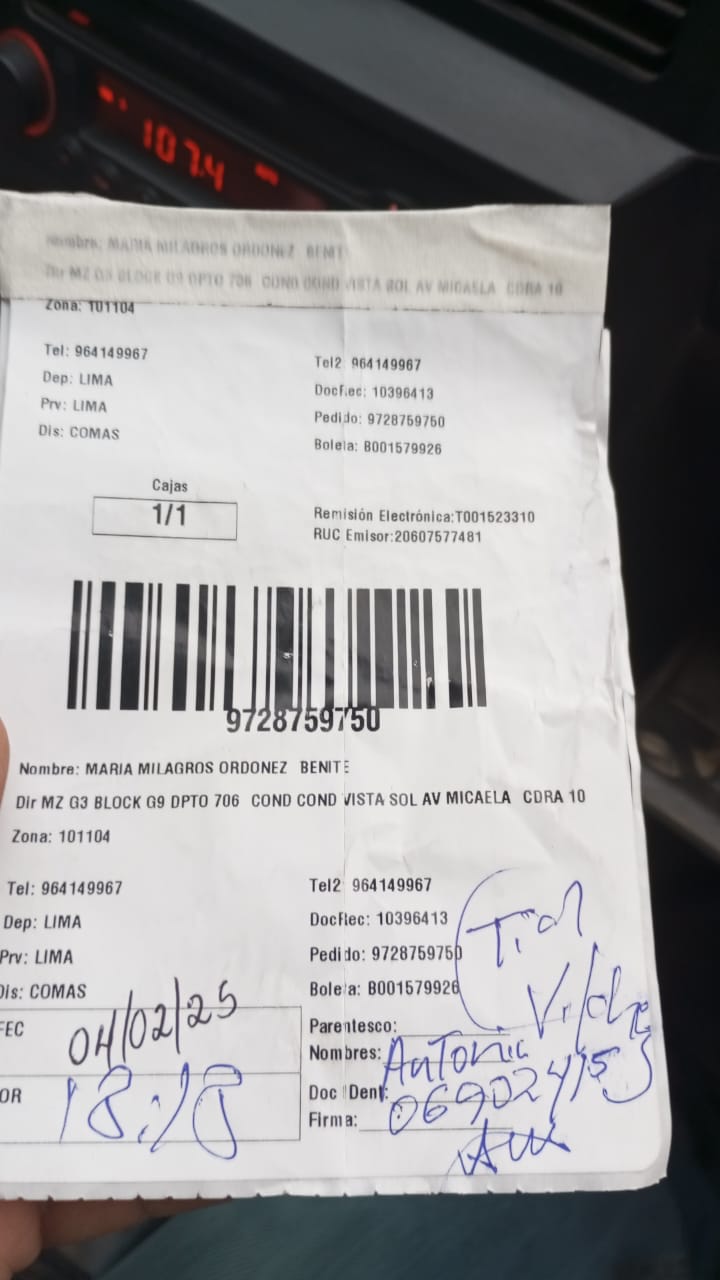 107.4
Nombre: MARIA MILAGROS ORDONEZ BENIT
Dir MZ G3 BLOCK G9 DPTO 706 COND COND VISTA SOL AV MICAELA CDRA 10
Zona: 101104
Tel: 964149967 Tel2 964149967
Dep: LIMA DocRec: 10396413
Prv: LIMA Pedido: 9728759750
Dis: COMAS Boleta: B001579926
Cajas
1/1
Remisión Electrónica:T001523310
RUC Emisor:20607577481
9728759750
Nombre: MARIA MILAGROS ORDONEZ BENITE
Dir MZ G3 BLOCK G9 DPTO 706 COND COND VISTA SOL AV MICAELA CDRA 10
Zona: 101104
Tel: 964149967 Tel2 964149967
Dep: LIMA DocRec: 10396413
Prv: LIMA Pedido: 9728759750
Dis: COMAS Boleta: B001579926
FEC 04/02/25
OR 18:18
Parentesco:
Nombres: Antonia
Doc Ident: 06902415
Firma: